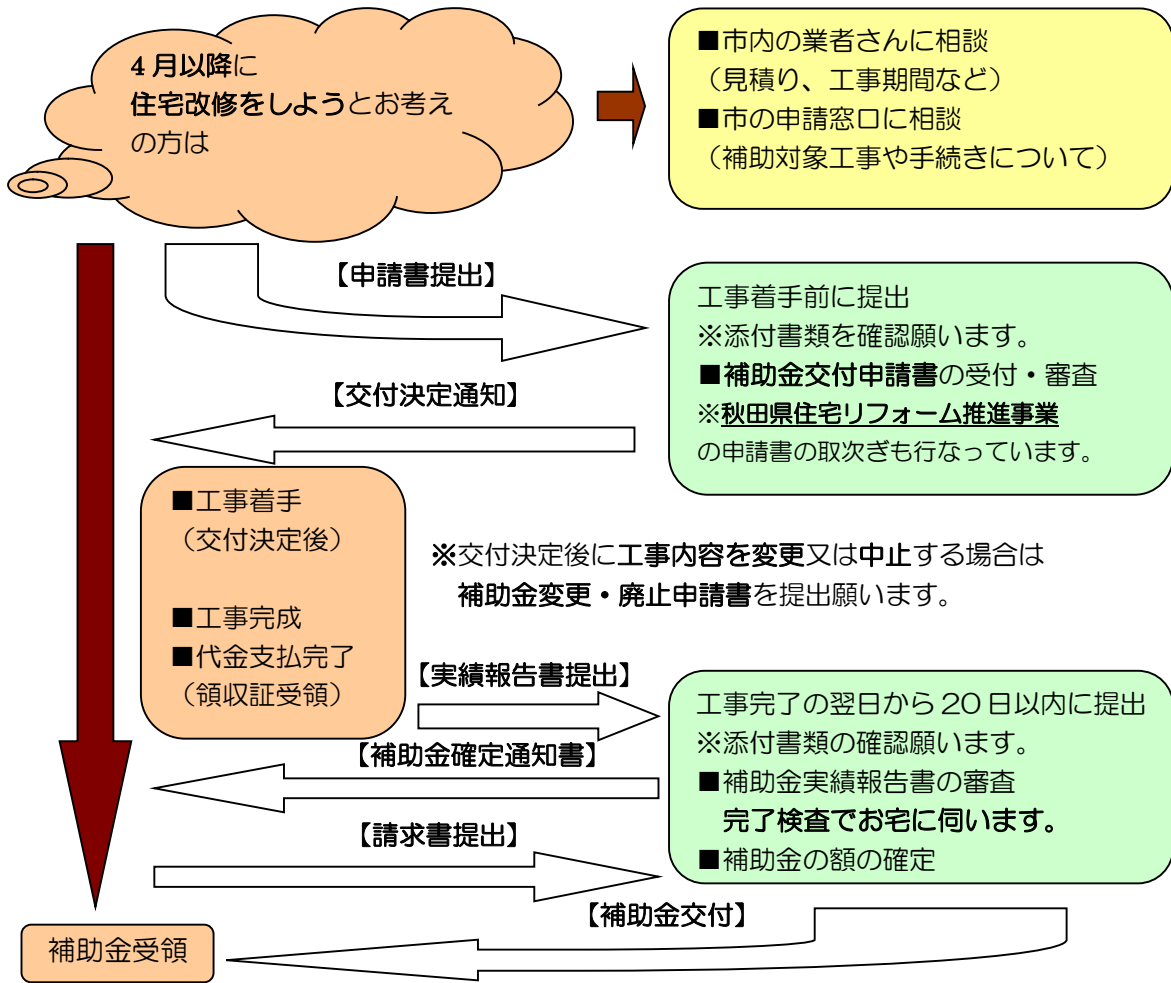 4月以降に
住宅改修をしようとお考え
の方は
■市内の業者さんに相談
（見積り、工事期間など）
■市の申請窓口に相談
（補助対象工事や手続きについて）
【申請書提出】
工事着手前に提出
※添付書類を確認願います。
■補助金交付申請書の受付・審査
※秋田県住宅リフォーム推進事業
の申請書の取次ぎも行なっています。
【交付決定通知】
■工事着手
（交付決定後）
■工事完成
■代金支払完了
（領収証受領）
※交付決定後に工事内容を変更又は中止する場合は
補助金変更・廃止申請書を提出願います。
【実績報告書提出】
工事完了の翌日から20日以内に提出
※添付書類の確認願います。
■補助金実績報告書の審査
完了検査でお宅に伺います。
■補助金の額の確定
【補助金確定通知書】
【請求書提出】
【補助金交付】
補助金受領